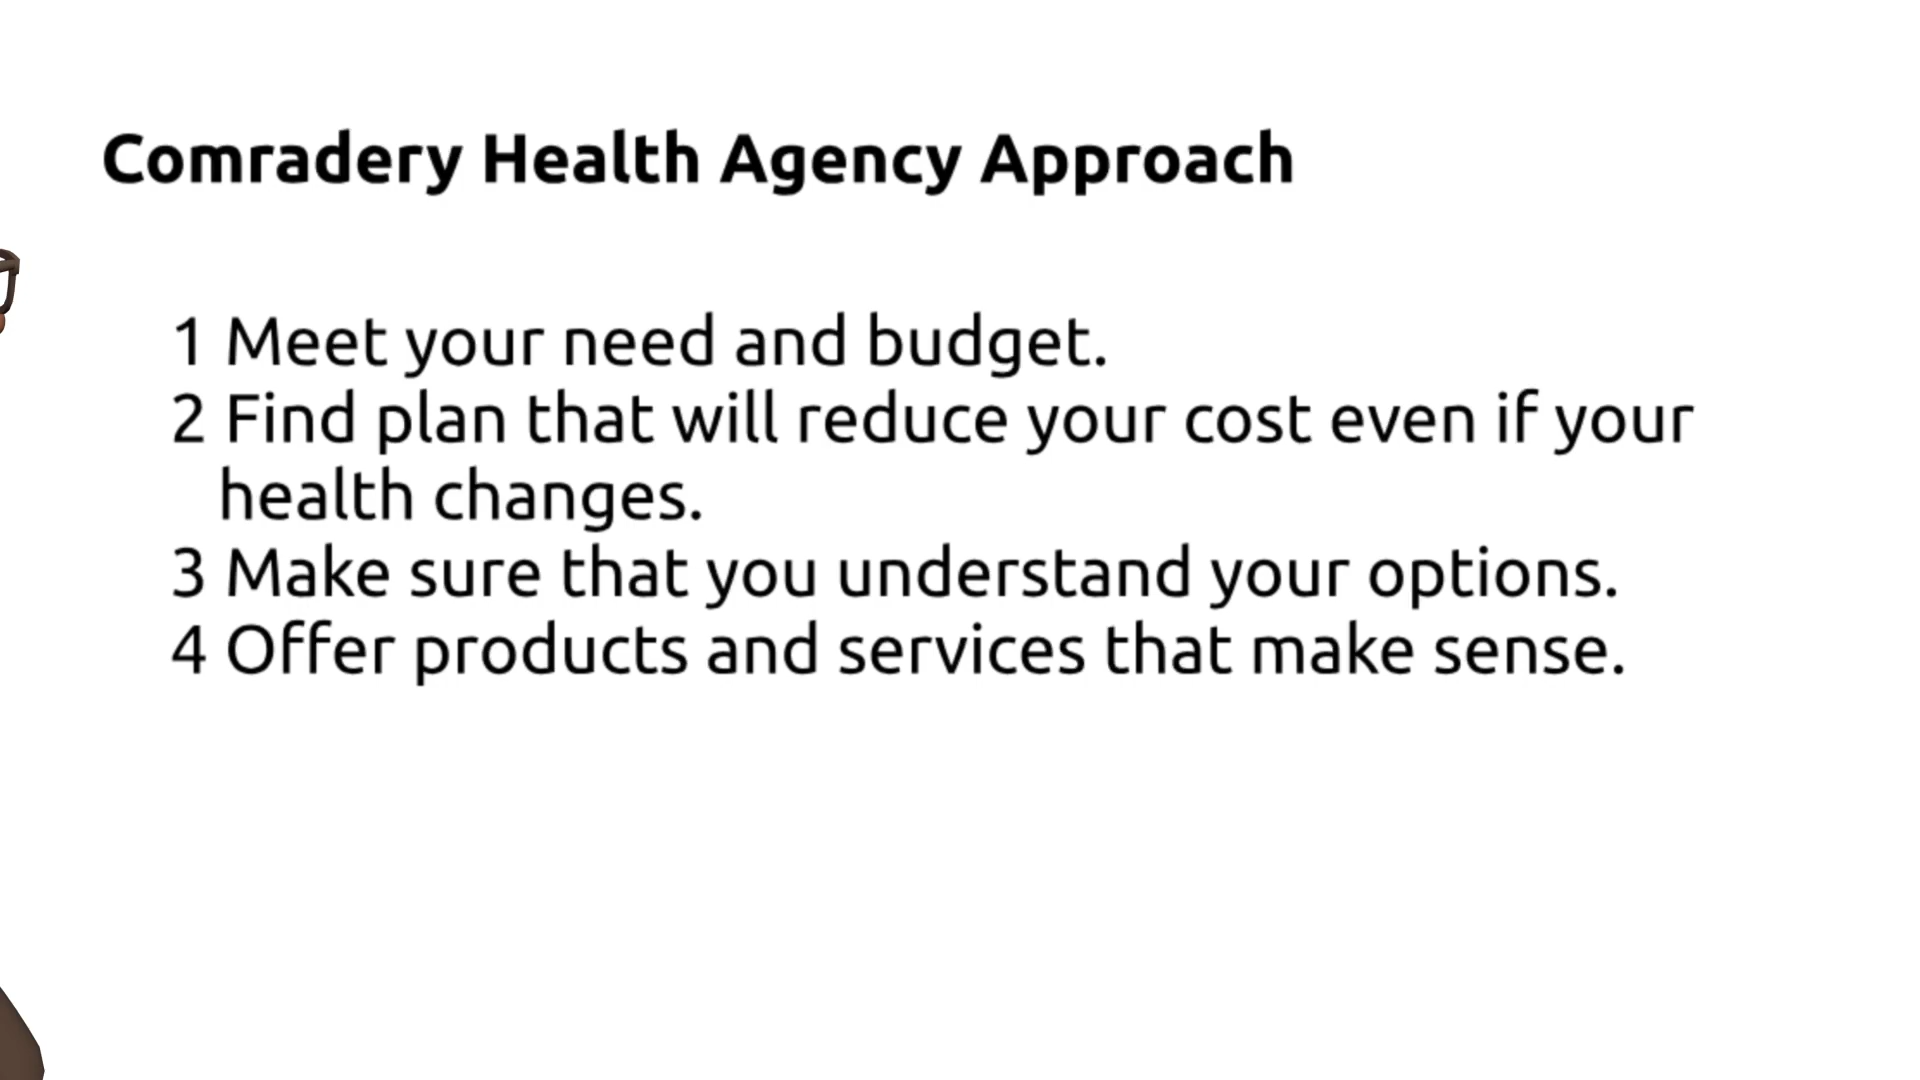 Comradery Health Agency Approach
1 Meet your need and budget.
2 Find plan that will reduce your cost even if your
health changes.
3 Make sure that you understand your options.
4 Offer products and services that make sense.